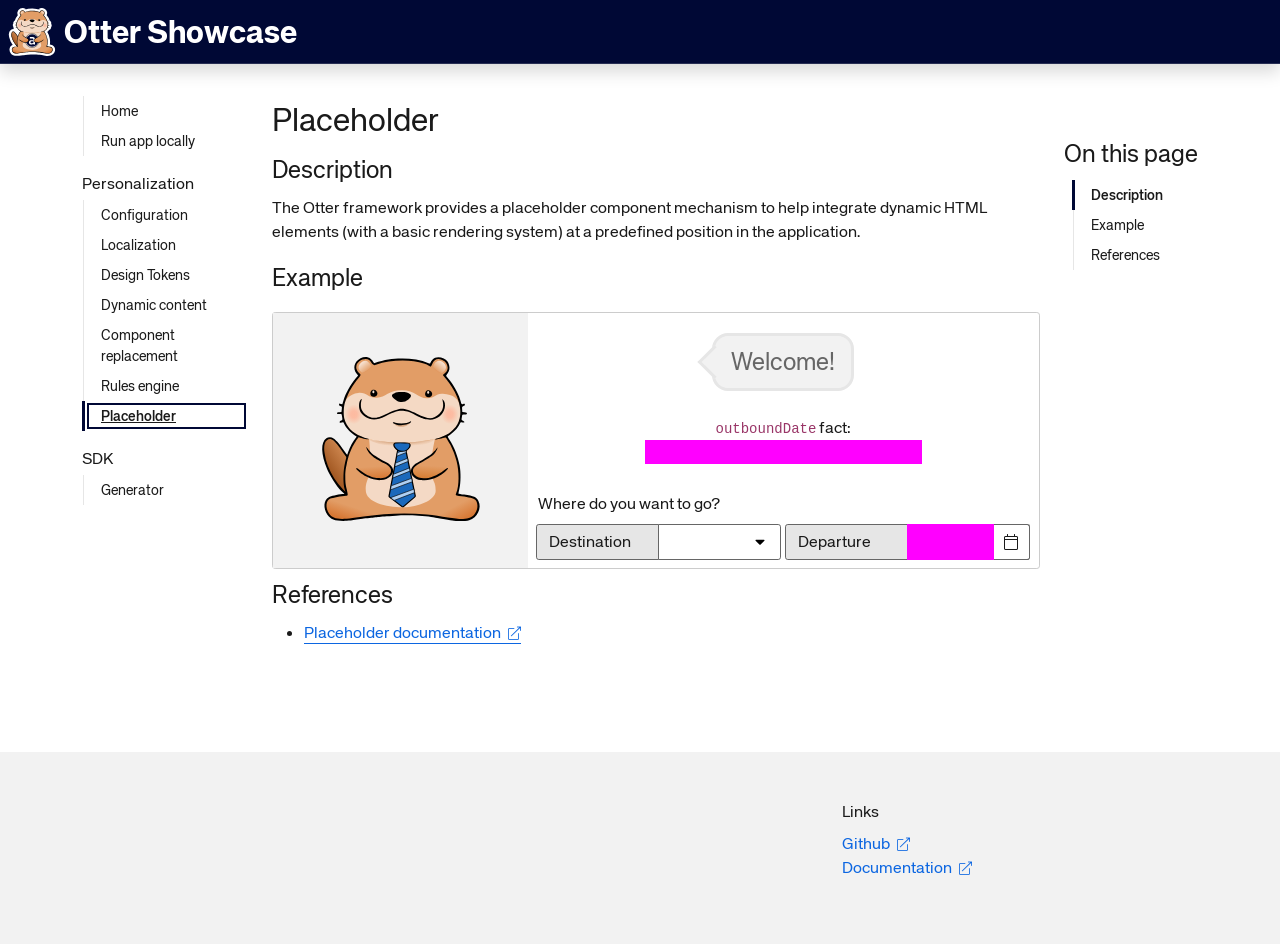 Otter Showcase
Home
Run app locally
Personalization
Configuration
Localization
Design Tokens
Dynamic content
Component
replacement
Rules engine
Placeholder
SDK
Generator
Placeholder
Description
The Otter framework provides a placeholder component mechanism to help integrate dynamic HTML
elements (with a basic rendering system) at a predefined position in the application.
Example
Welcome!
outboundDate fact:
Where do you want to go?
Destination
Departure
References
Placeholder documentation
On this page
Description
Example
References
Links
Github
Documentation